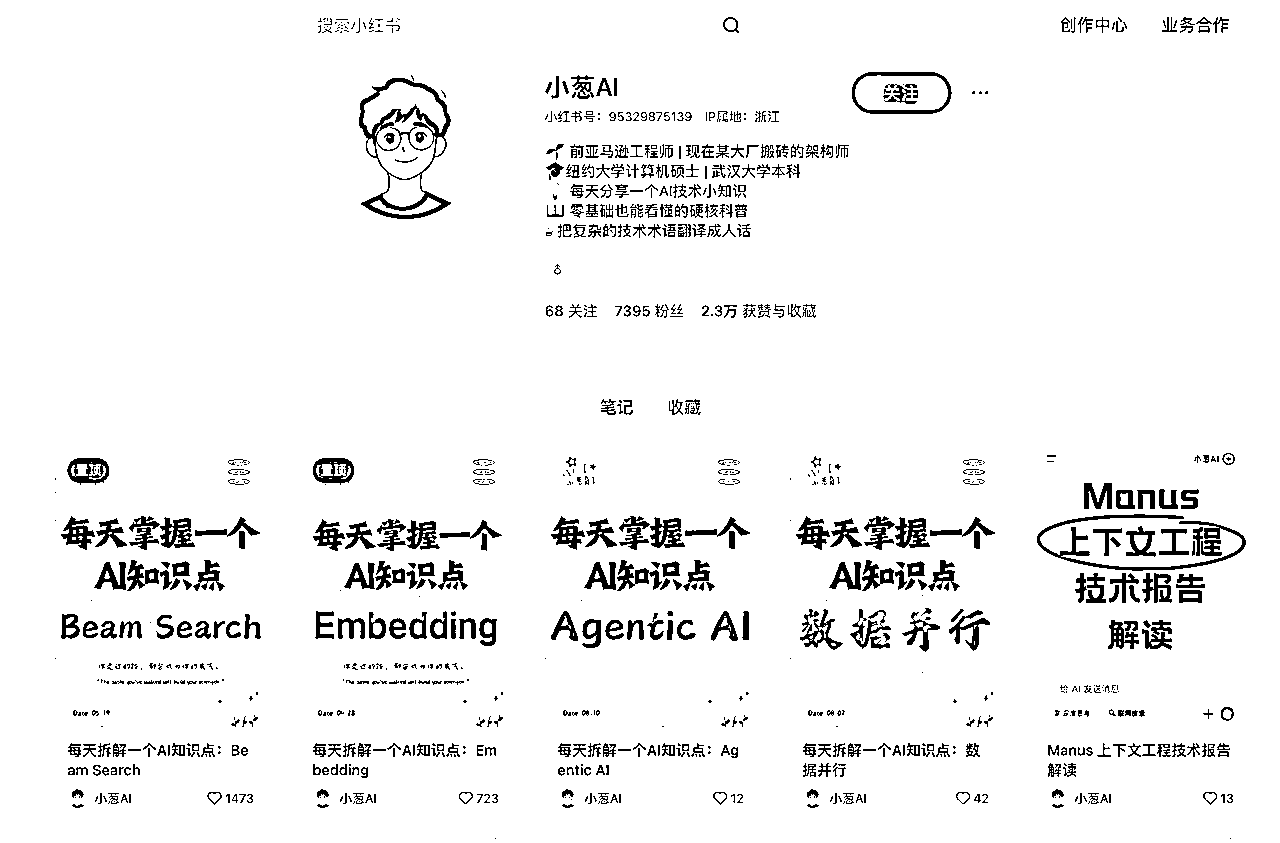 搜索小红书
创作中心 业务合作
小葱AI
关注
小红书号：95329875139 IP属地：浙江
前亚马逊工程师 | 现在某大厂搬砖的架构师
纽约大学计算机硕士 | 武汉大学本科
每天分享一个AI技术小知识
零基础也能看懂的硬核科普
把复杂的技术术语翻译成人话
68 关注 7395 粉丝 2.3万 获赞与收藏
笔记 收藏
置顶
每天掌握一个
AI知识点
Beam Search
Date 05.19
每天拆解一个AI知识点：Be
am Search
小葱AI 1473
置顶
每天掌握一个
AI知识点
Embedding
每天拆解一个AI知识点：Em
bedding
小葱AI 723
每天掌握一个
AI知识点
Agentic AI
Date 08.10
每天拆解一个AI知识点：Ag
entic AI
小葱AI 12
每天掌握一个
AI知识点
数据并行
每天拆解一个AI知识点：数
据并行
小葱AI 42
小葱AI
Manus
上下文工程
技术报告
解读
给 AI 发送消息
Manus 上下文工程技术报告
解读
小葱AI 13